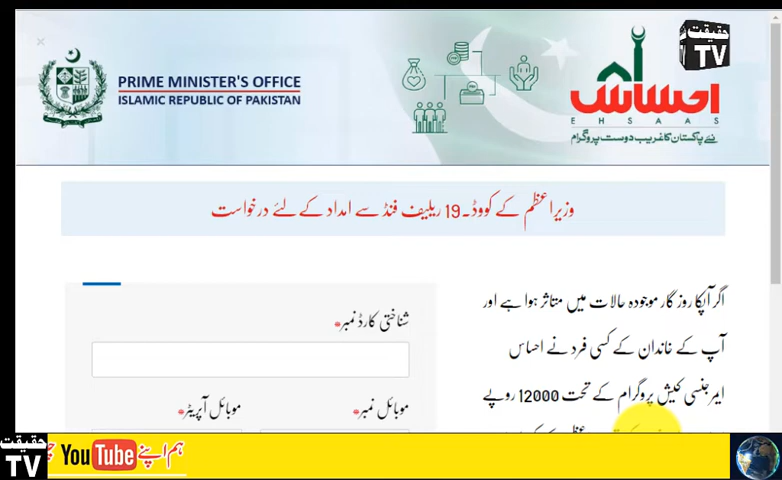 حقیقت
TV
PRIME MINISTER'S OFFICE
ISLAMIC REPUBLIC OF PAKISTAN
احساس
EHSAAS
نئے پاکستان کا غریب دوست پروگرام
وزیراعظم کے کووڈ۔19 ریلیف فنڈ سے امداد کے لئے درخواست
اگر آپکا روزگار موجودہ حالات میں متاثر ہوا ہے اور
آپ کے خاندان کے کسی فرد نے احساس
ایمرجنسی کیش پروگرام کے تحت 12000 روپے
شناختی کارڈ نمبر*
موبائل نمبر*
موبائل آپریٹر*
حقیقت
TV
ہم اپنے YouTube